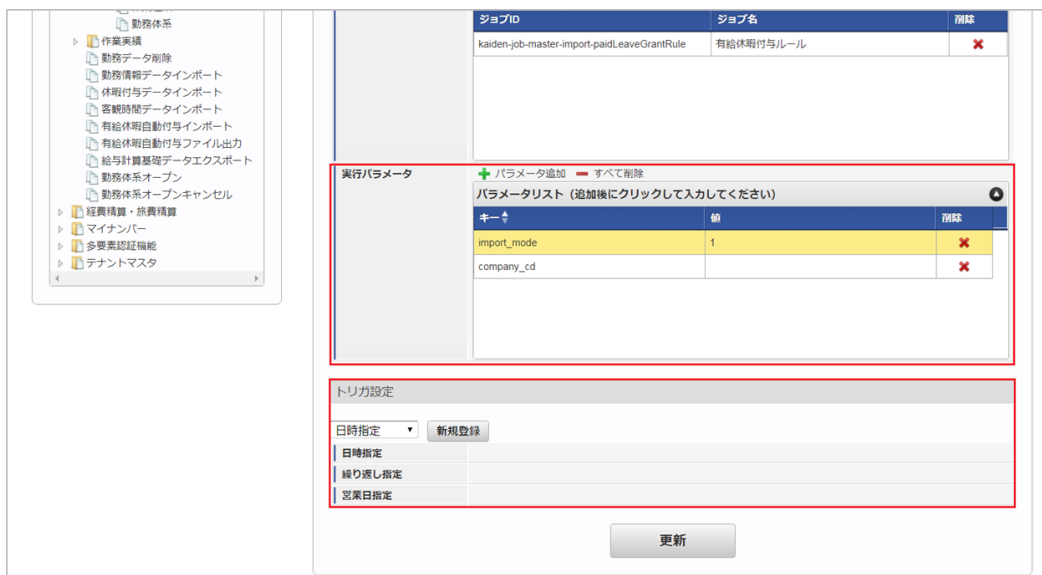 勤務体系
作業実績
勤務データ削除
勤務情報データインポート
休暇付与データインポート
客観時間データインポート
有給休暇自動付与インポート
有給休暇自動付与ファイル出力
給与計算基礎データエクスポート
勤務体系オープン
勤務体系オープンキャンセル
経費精算・旅費精算
マイナンバー
多要素認証機能
テナントマスタ
ジョブID ジョブ名 削除
kaiden-job-master-import-paidLeaveGrantRule 有給休暇付与ルール
実行パラメータ パラメータ追加 すべて削除
パラメータリスト（追加後にクリックして入力してください）
キー 値 削除
import_mode 1
company_cd
トリガ設定
日時指定 新規登録
日時指定
繰り返し指定
営業日指定
更新